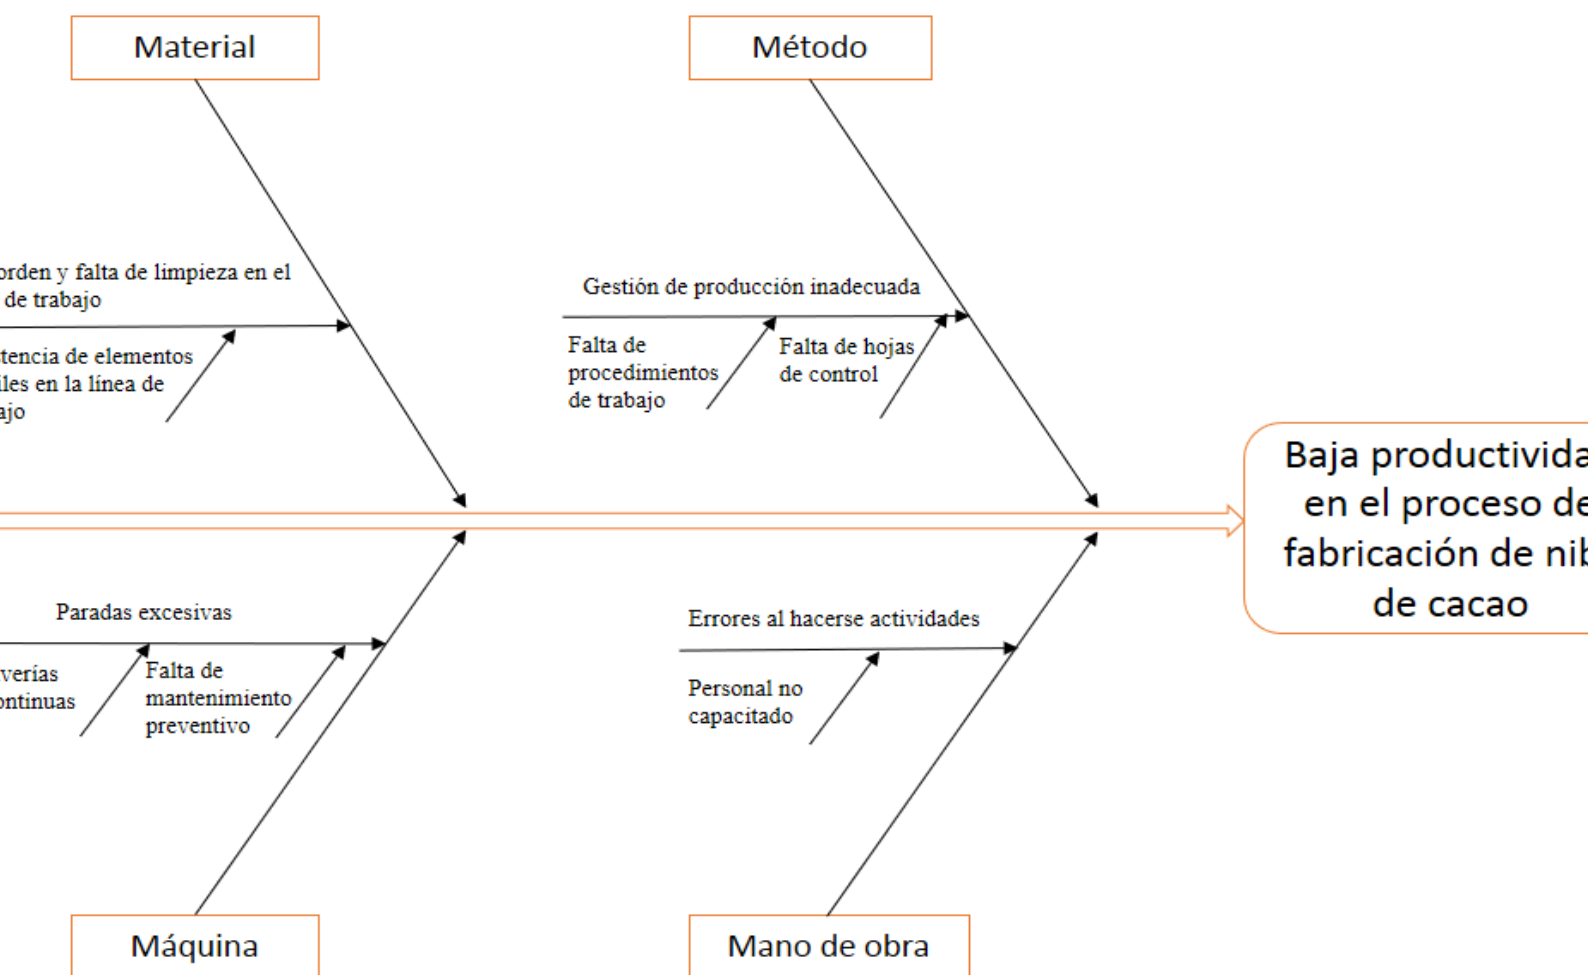 Material
Método
orden y falta de limpieza en el
de trabajo
Gestión de producción inadecuada
Falta de
procedimientos
de trabajo
Falta de hojas
de control
tencia de elementos
iles en la línea de
ajo
Baja productivida
en el proceso de
fabricación de nib
de cacao
Paradas excesivas
verías
ontinuas
Falta de
mantenimiento
preventivo
Errores al hacerse actividades
Personal no
capacitado
Máquina
Mano de obra